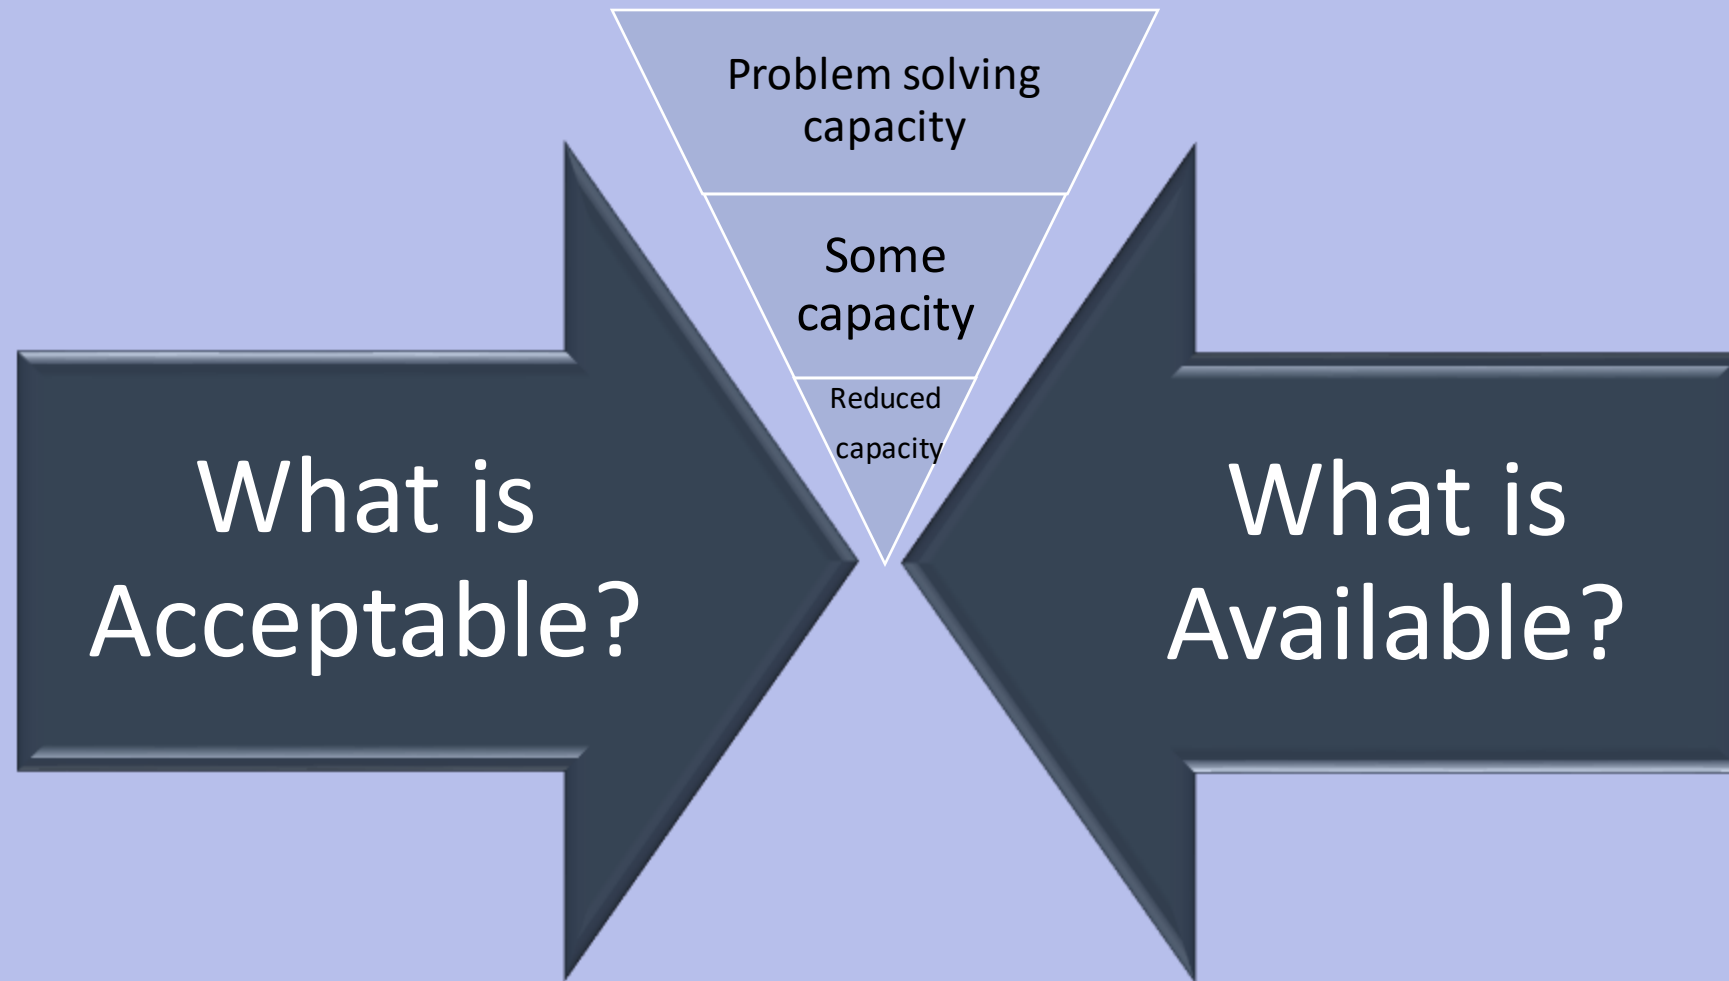 Problem solving
capacity
Some
capacity
Reduced
capacity
What is
Acceptable?
What is
Available?